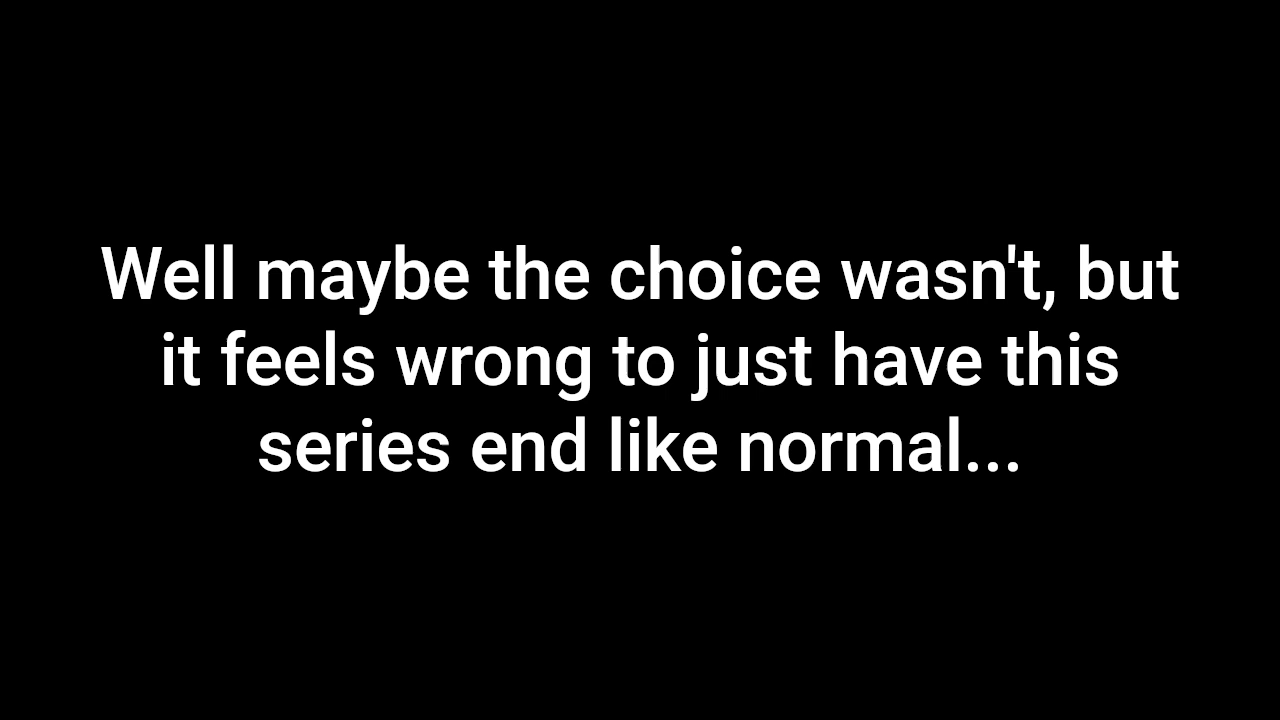 Well maybe the choice wasn't, but
it feels wrong to just have this
series end like normal...